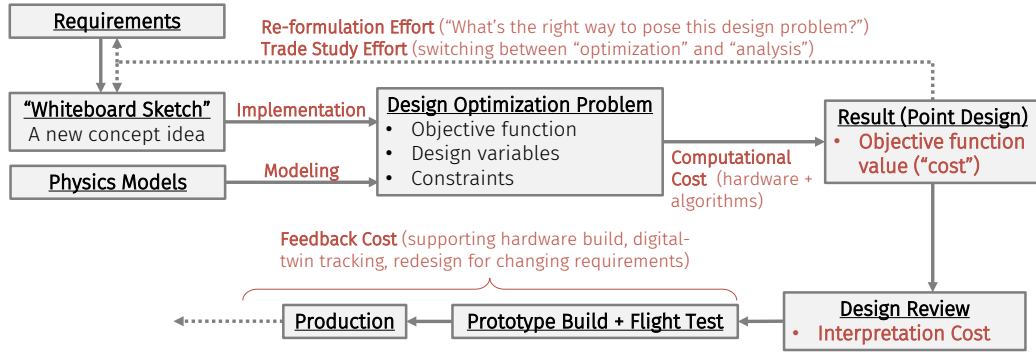 Requirements
Re-formulation Effort (“What’s the right way to pose this design problem?”)
Trade Study Effort (switching between “optimization” and “analysis”)
“Whiteboard Sketch”
A new concept idea
Implementation
Physics Models
Modeling
Design Optimization Problem
• Objective function
• Design variables
• Constraints
Computational
Cost (hardware +
algorithms)
Result (Point Design)
• Objective function
value (“cost”)
Feedback Cost (supporting hardware build, digital-
twin tracking, redesign for changing requirements)
Production
Prototype Build + Flight Test
Design Review
• Interpretation Cost